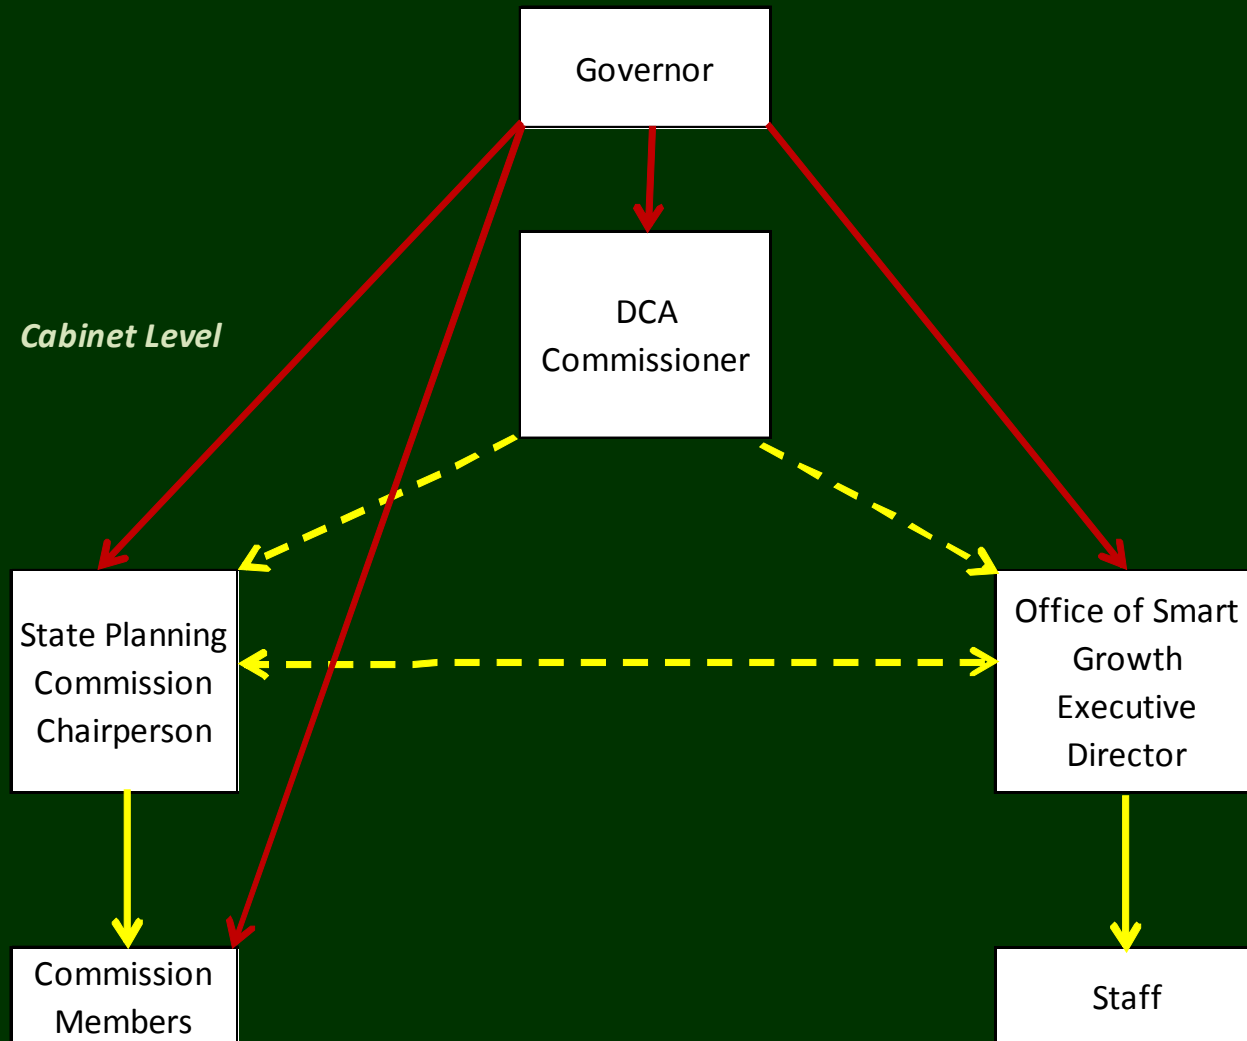 Governor
DCA
Commissioner
Cabinet Level
State Planning
Commission
Chairperson
Office of Smart
Growth
Executive
Director
Commission
Members
Staff